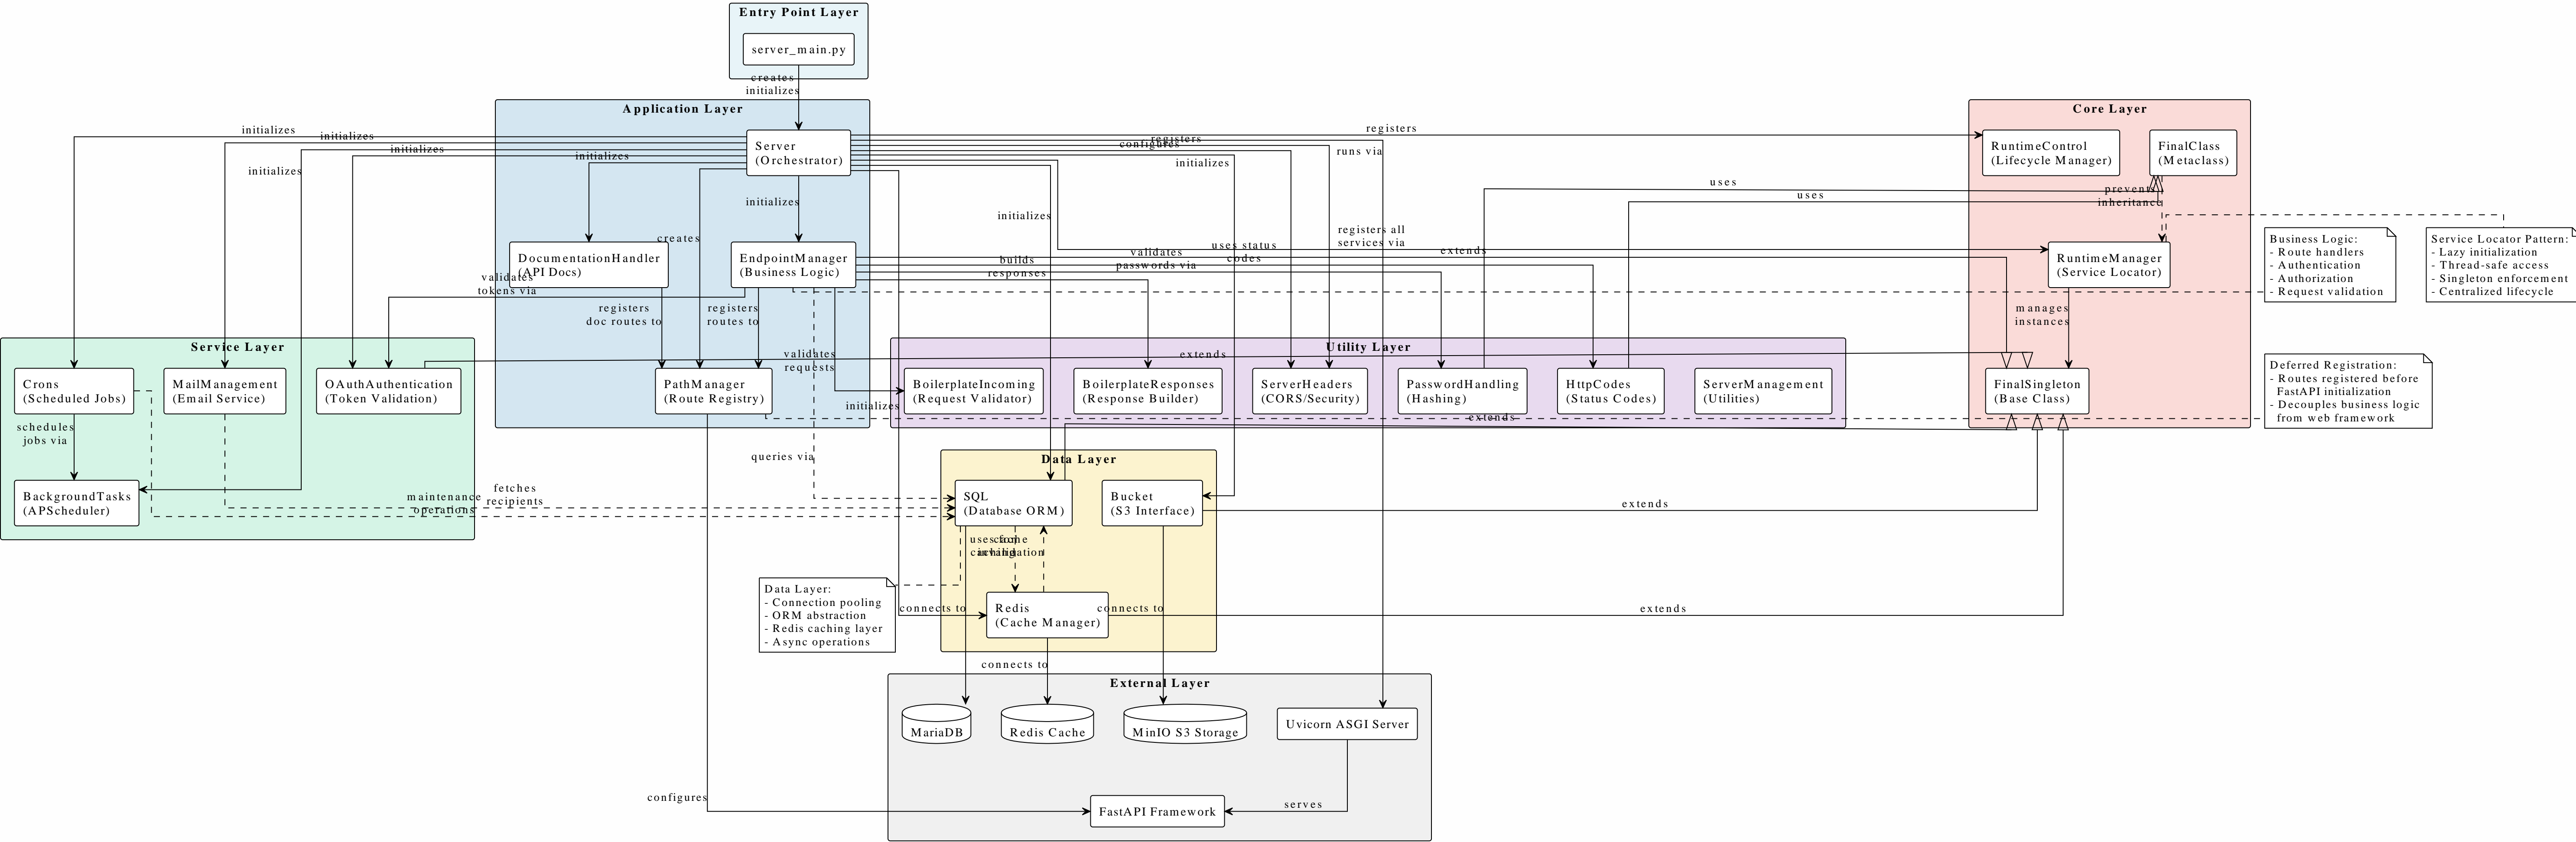 Entry Point Layer
server_main.py
creates
initializes
Application Layer
Server
(Orchestrator)
initializes
initializes
initializes
initializes
initializes
initializes
creates
DocumentationHandler
(API Docs)
EndpointManager
(Business Logic)
validates
tokens via
registers
doc routes to
registers
routes to
validates
requests
PathManager
(Route Registry)
registers
registers
configures
runs via
initializes
initializes
registers all
services via
uses status
codes
validates
passwords via
builds
responses
extends
uses
uses
Core Layer
RuntimeControl
(Lifecycle Manager)
FinalClass
(Metaclass)
prevents
inheritance
RuntimeManager
(Service Locator)
manages
instances
FinalSingleton
(Base Class)
Business Logic:
- Route handlers
- Authentication
- Authorization
- Request validation
Service Locator Pattern:
- Lazy initialization
- Thread-safe access
- Singleton enforcement
- Centralized lifecycle
Deferred Registration:
- Routes registered before
FastAPI initialization
- Decouples business logic
from web framework
Service Layer
Crons
(Scheduled Jobs)
MailManagement
(Email Service)
OAuthAuthentication
(Token Validation)
schedules
jobs via
BackgroundTasks
(APScheduler)
maintenance
operations
fetches
recipients
Utility Layer
extends
BoilerplateIncoming
(Request Validator)
BoilerplateResponses
(Response Builder)
ServerHeaders
(CORS/Security)
PasswordHandling
(Hashing)
HttpCodes
(Status Codes)
ServerManagement
(Utilities)
initializes
extends
queries via
Data Layer
SQL
(Database ORM)
Bucket
(S3 Interface)
extends
uses for
caching
cache
invalidation
Data Layer:
- Connection pooling
- ORM abstraction
- Redis caching layer
- Async operations
connects to
Redis
(Cache Manager)
connects to
extends
connects to
External Layer
MariaDB
Redis Cache
MinIO S3 Storage
Uvicorn ASGI Server
configures
FastAPI Framework
serves